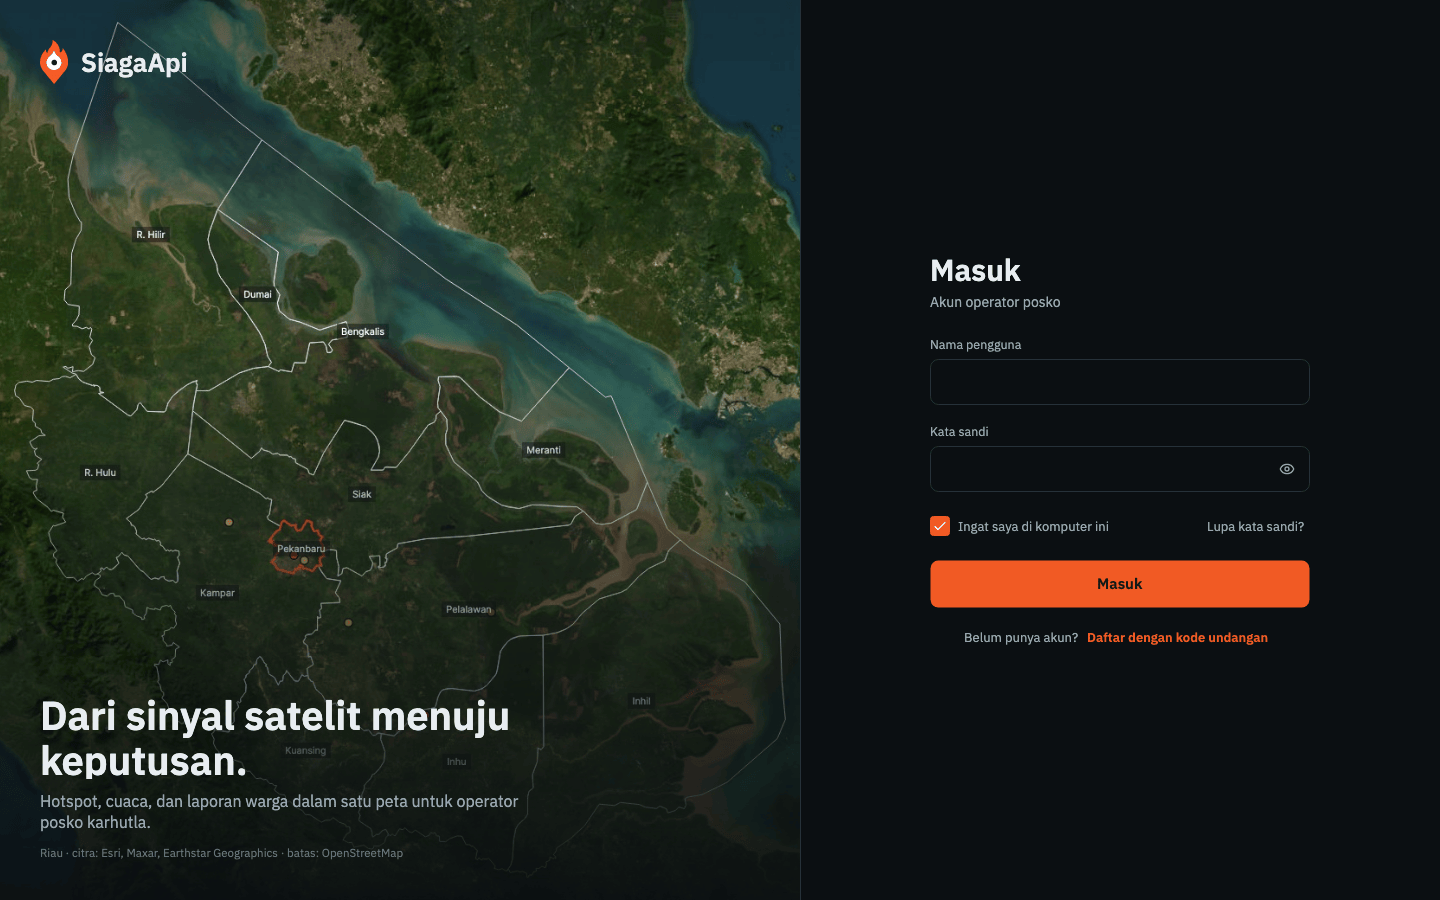 SiagaApi
R. Hilir
Dumai
Bengkalis
Meranti
R. Hulu
Siak
Pekanbaru
Kampar
Pelalawan
Inhil
Kuansing
Inhu
Dari sinyal satelit menuju
keputusan.
Hotspot, cuaca, dan laporan warga dalam satu peta untuk operator
posko karhutla.
Riau · citra: Esri, Maxar, Earthstar Geographics · batas: OpenStreetMap
Masuk
Akun operator posko
Nama pengguna
Kata sandi
Ingat saya di komputer ini
Lupa kata sandi?
Masuk
Belum punya akun? Daftar dengan kode undangan